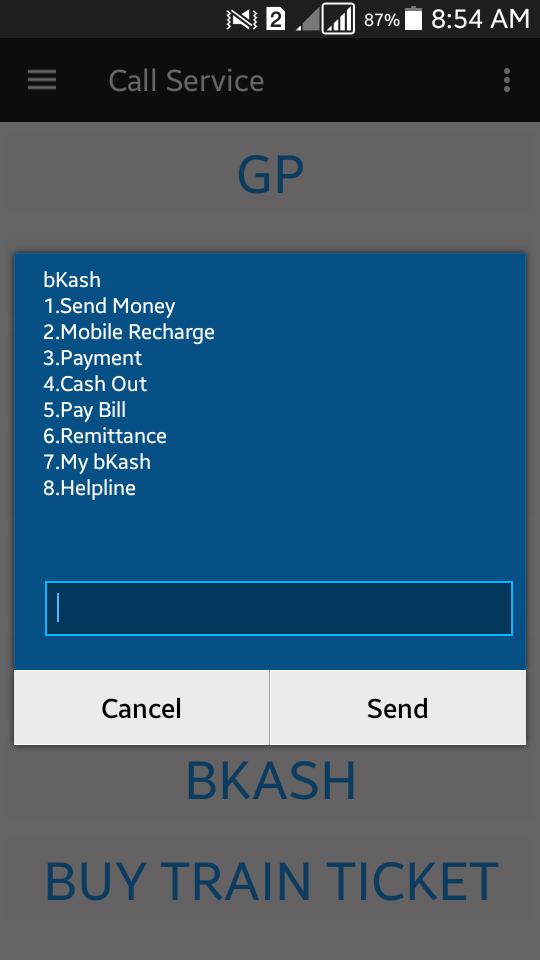 2 87% 8:54 AM
Call Service
GP
bKash
1.Send Money
2.Mobile Recharge
3.Payment
4.Cash Out
5.Pay Bill
6.Remittance
7.My bKash
8.Helpline
Cancel Send
BKASH
BUY TRAIN TICKET